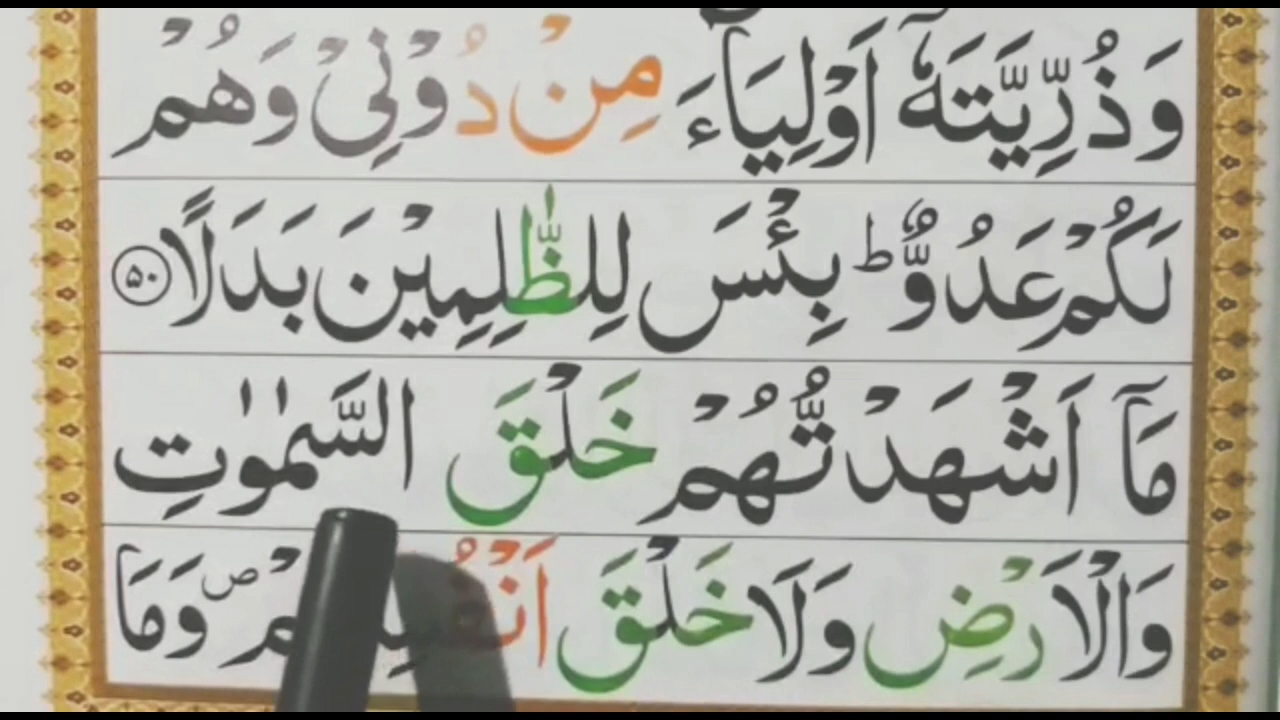 وَذُرِّيَّتَهٗۤ اَوْلِيَآءَ مِنْ دُوْنِيْ وَهُمْ
لَكُمْ عَدُوٌّ ؕ بِئْسَ لِلظّٰلِمِيْنَ بَدَلًا ۵۰
مَاۤ اَشْهَدْتُّهُمْ خَلْقَ السَّمٰوٰتِ
وَالْاَرْضِ وَلَا خَلْقَ ۪ وَمَا